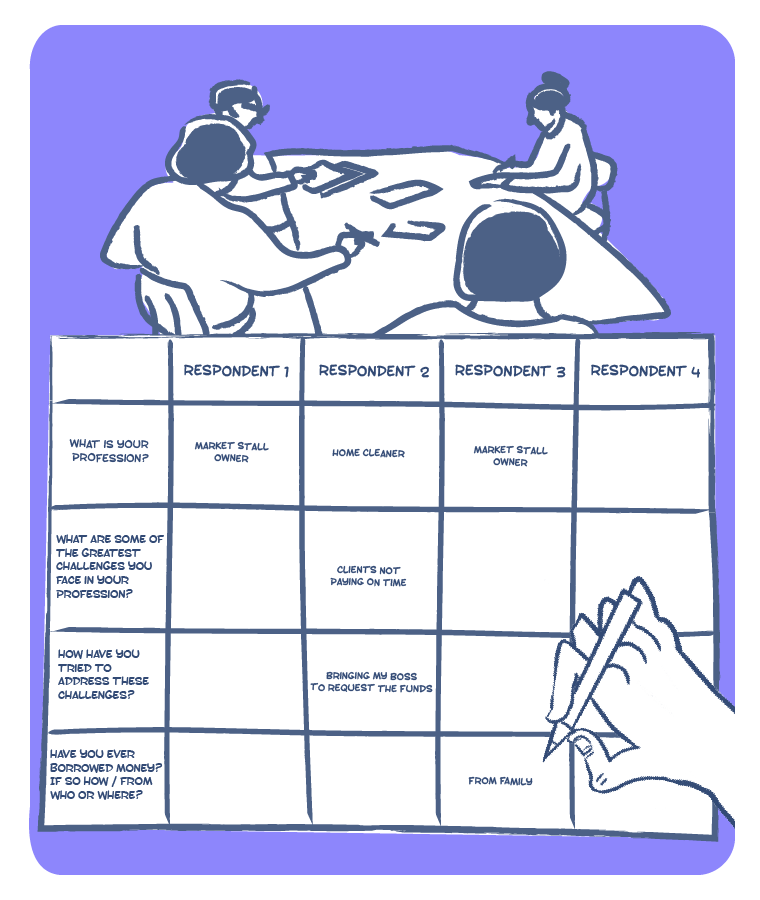 RESPONDENT 1
RESPONDENT 2
RESPONDENT 3
RESPONDENT 4
WHAT IS YOUR
PROFESSION?
MARKET STALL
OWNER
HOME CLEANER
MARKET STALL
OWNER
WHAT ARE SOME OF
THE GREATEST
CHALLENGES YOU
FACE IN YOUR
PROFESSION?
CLIENTS NOT
PAYING ON TIME
HOW HAVE YOU
TRIED TO
ADDRESS THESE
CHALLENGES?
BRINGING MY BOSS
TO REQUEST THE FUNDS
HAVE YOU EVER
BORROWED MONEY?
IF SO HOW / FROM
WHO OR WHERE?
FROM FAMILY